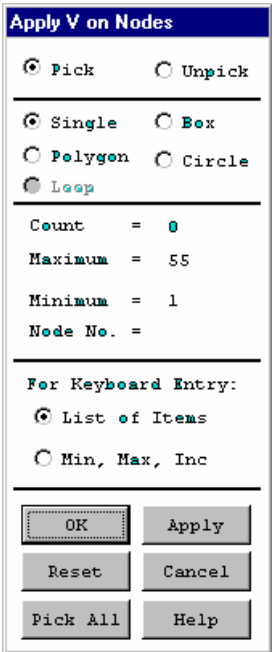 Apply V on Nodes
Pick Unpick
Single Box
Polygon Circle
Loop
Count = 0
Maximum = 55
Minimum = 1
Node No. =
For Keyboard Entry:
List of Items
Min, Max, Inc
OK Apply
Reset Cancel
Pick All Help